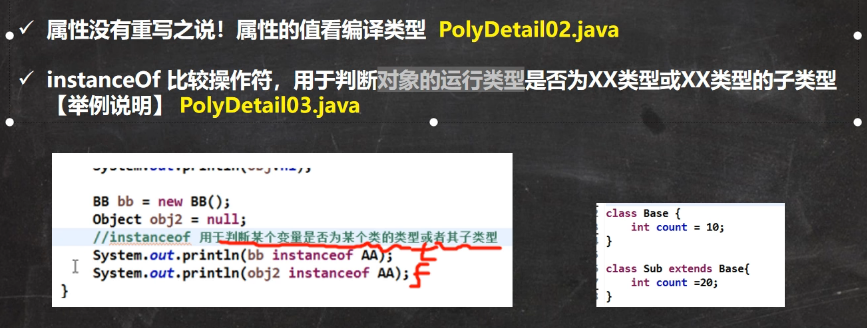 ✓ 属性没有重写之说！属性的值看编译类型 PolyDetail02.java
✓ instanceOf 比较操作符，用于判断对象的运行类型是否为XX类型或XX类型的子类型
【举例说明】 PolyDetail03.java
BB bb = new BB();
Object obj2 = null;
//instanceof 用于判断某个变量是否为某个类的类型或者其子类型
System.out.println(bb instanceof AA); t
System.out.println(obj2 instanceof AA); F
}
class Base {
int count = 10;
}
class Sub extends Base{
int count =20;
}